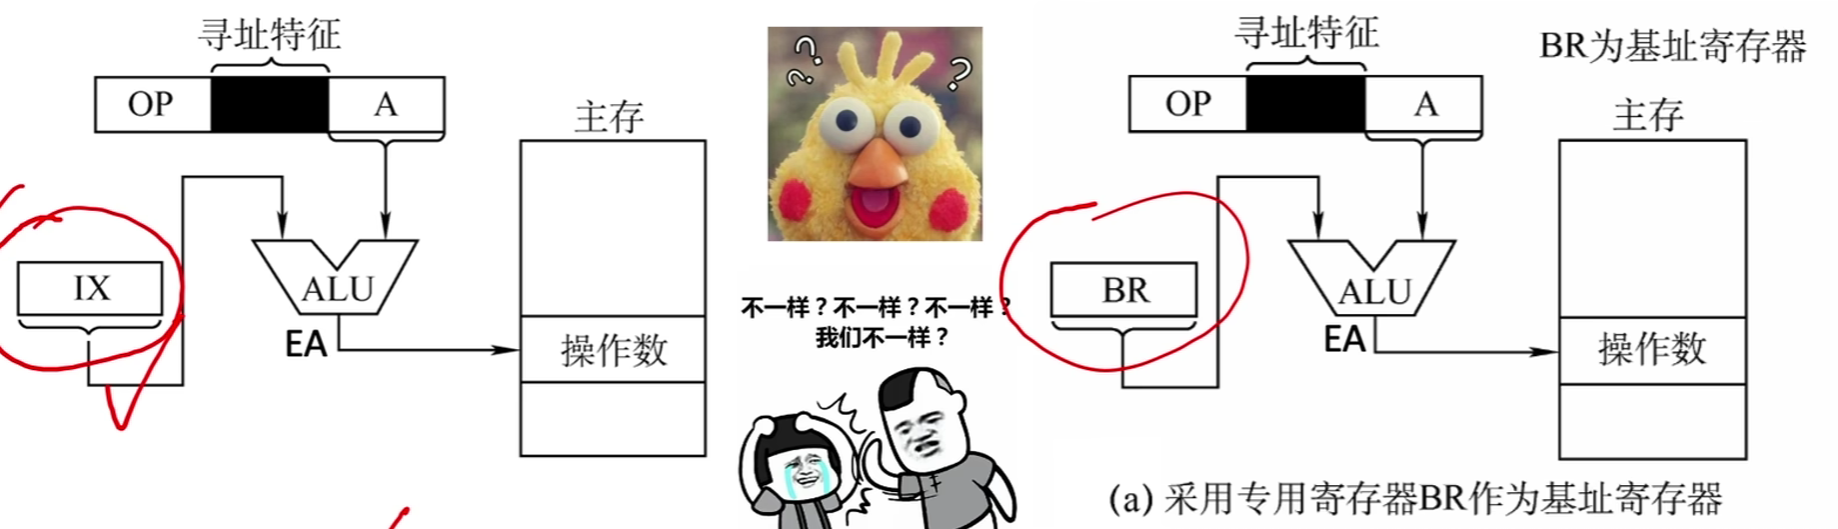 寻址特征
OP
A
主存
IX
ALU
EA
操作数
? ? ?
不一样？不一样？不一样？
我们不一样？
寻址特征
BR为基址寄存器
OP
A
主存
BR
ALU
EA
操作数
(a) 采用专用寄存器BR作为基址寄存器